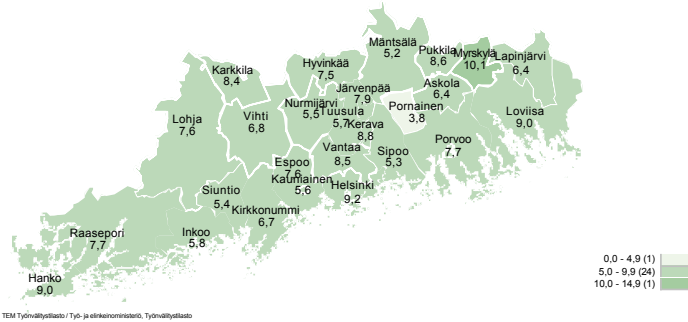 Mäntsälä
5,2
Pukkila
8,6
Myrskylä
10,1
Lapinjärvi
6,4
Hyvinkää
7,5
Karkkila
8,4
Askola
6,4
Järvenpää
7,9
Pornainen
3,8
Nurmijärvi
5,5
Tuusula
5,7
Loviisa
9,0
Lohja
7,6
Vihti
6,8
Kerava
8,8
Porvoo
7,7
Vantaa
8,5
Sipoo
5,3
Espoo
7,6
Kauniainen
5,6
Helsinki
9,2
Siuntio
5,4
Kirkkonummi
6,7
Raasepori
7,7
Inkoo
5,8
Hanko
9,0
0,0 - 4,9 (1)
5,0 - 9,9 (24)
10,0 - 14,9 (1)
TEM Työnvälitystilasto / Työ- ja elinkeinoministeriö, Työnvälitystilasto